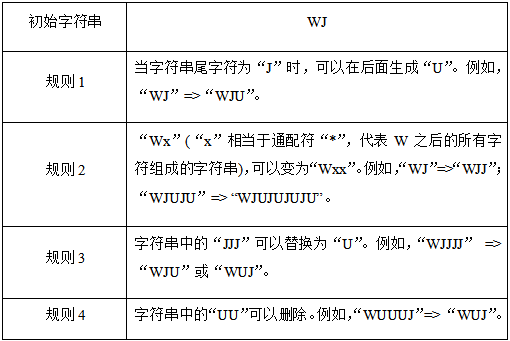 初始字符串 WJ
规则 1
当字符串尾字符为“J”时，可以在后面生成“U”。例如，
“WJ” => “WJU”。
规则 2
“Wx” (“x”相当于通配符“*”，代表 W 之后的所有字
符组成的字符串)，可以变为“Wxx”。例如，“WJ”=>“WJJ”；
“WJUJU” => “WJUJUJUJU”。
规则 3
字符串中的“JJJ”可以替换为“U”。例如，“WJJJJ” =>
“WJU”或“WUJ”。
规则 4
字符串中的“UU”可以删除。例如，“WUUUJ”=> “WUJ”。